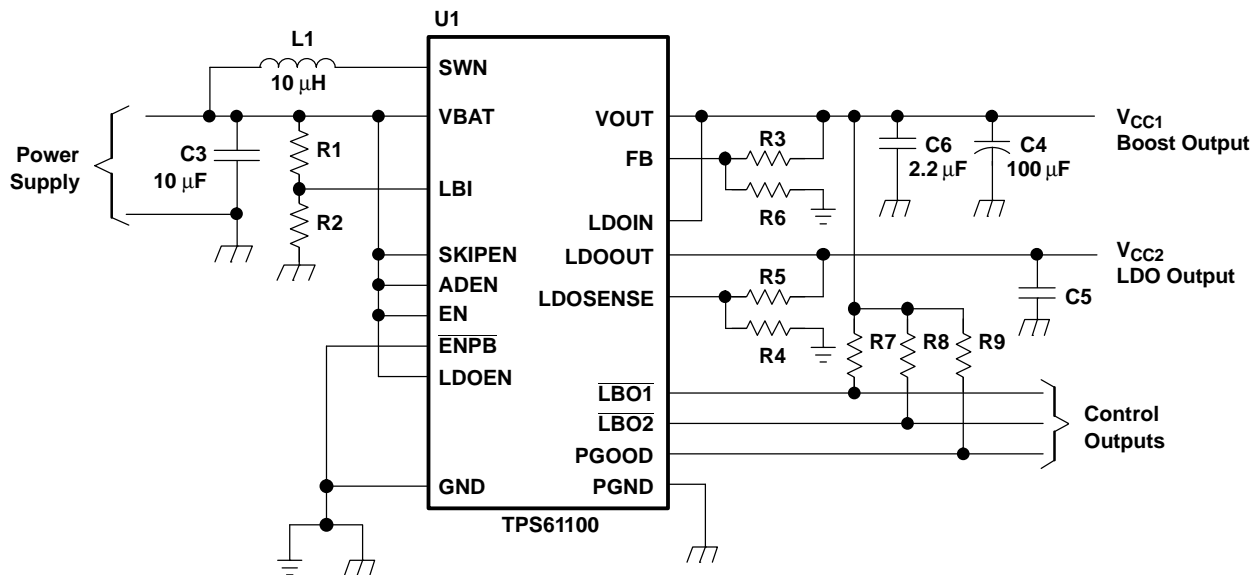 U1
L1
10 μH
SWN
VBAT
Power
Supply
C3
10 μF
R1
LBI
R2
SKIPEN
ADEN
EN
ENPB
LDOEN
GND
TPS61100
VOUT
FB
LDOIN
LDOOUT
LDOSENSE
LBO1
LBO2
PGOOD
PGND
R3
R6
R5
R4
C6
2.2 μF
C4
100 μF
VCC1
Boost Output
VCC2
LDO Output
C5
R7
R8
R9
Control
Outputs